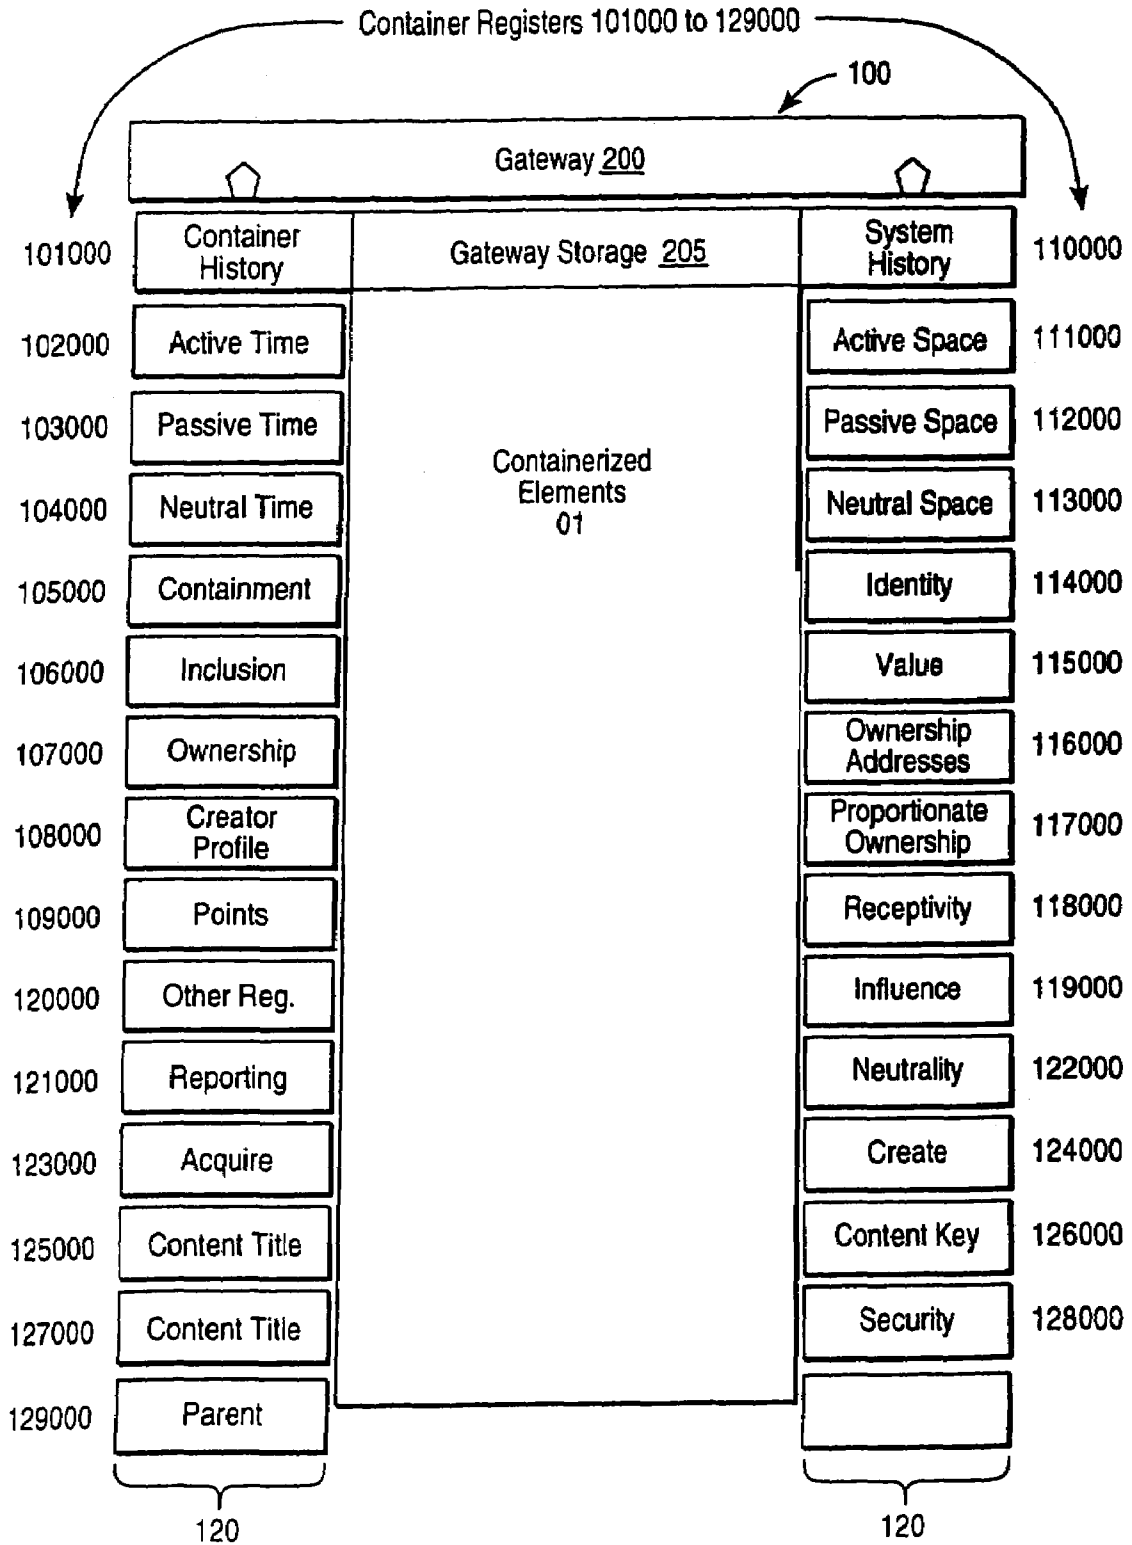 Container Registers 101000 to 129000
100
Gateway 200
101000
Container
History
Gateway Storage 205
System
History
110000
102000
Active Time
Active Space
111000
103000
Passive Time
Passive Space
112000
Containerized
Elements
01
104000
Neutral Time
Neutral Space
113000
105000
Containment
Identity
114000
106000
Inclusion
Value
115000
107000
Ownership
Ownership
Addresses
116000
108000
Creator
Profile
Proportionate
Ownership
117000
109000
Points
Receptivity
118000
120000
Other Reg.
Influence
119000
121000
Reporting
Neutrality
122000
123000
Acquire
Create
124000
125000
Content Title
Content Key
126000
127000
Content Title
Security
128000
129000
Parent
120
120